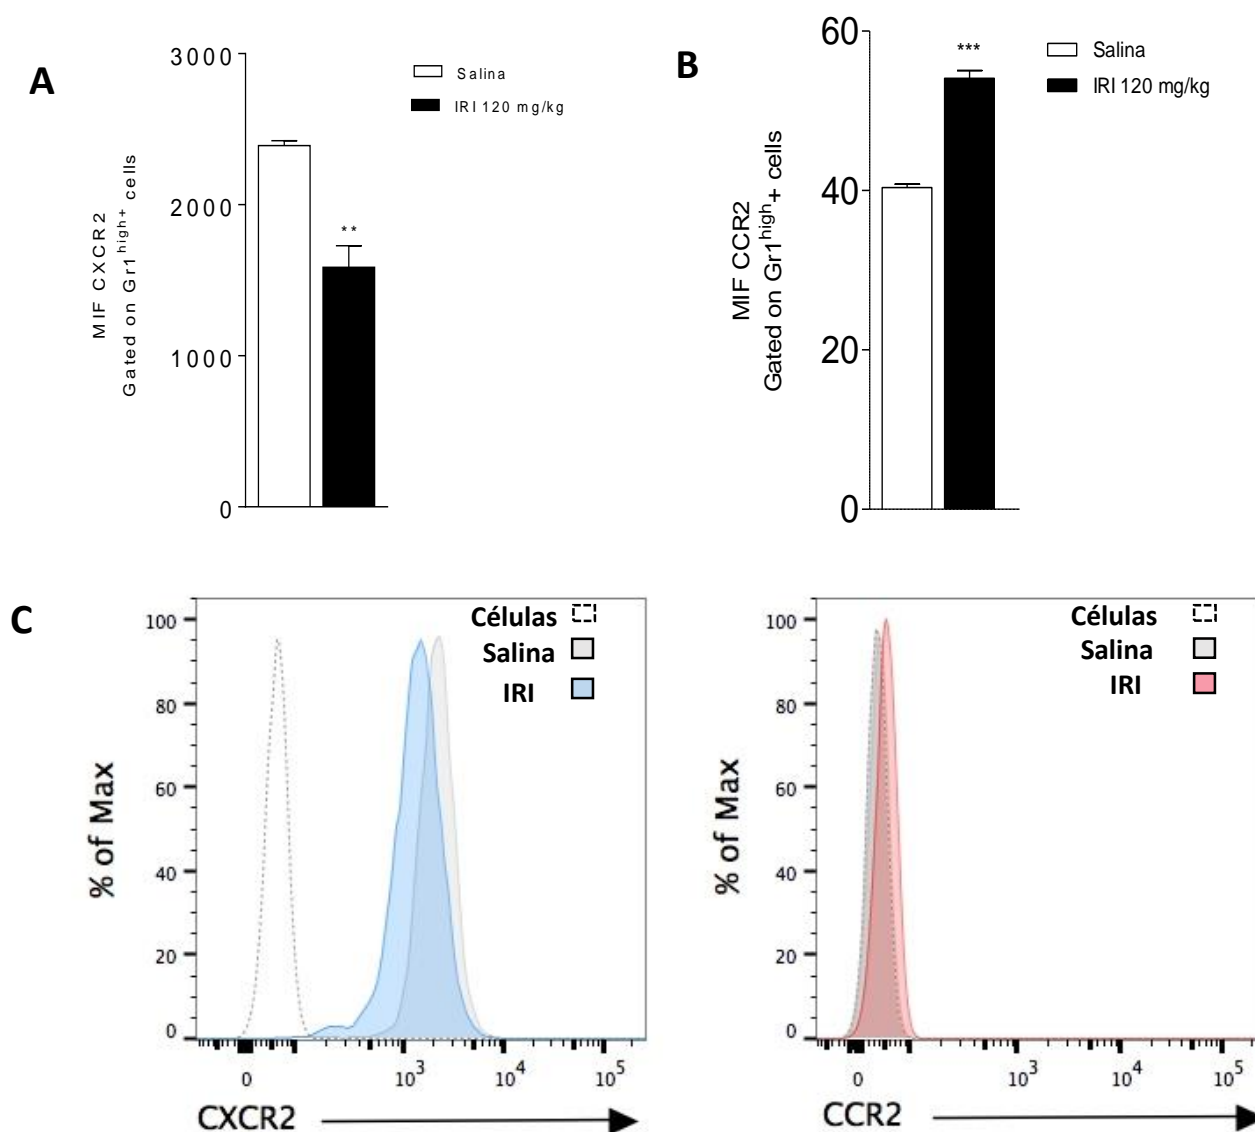 A
3000
2000
1000
0
MIF CXCR2
Gated on Gr1high+ cells
**
Salina
IRI 120 mg/kg
B
60
40
20
0
MIF CCR2
Gated on Gr1high+ cells
***
Salina
IRI 120 mg/kg
C
100
80
60
40
20
0
% of Max
Células
Salina
IRI
0 10³ 10⁴ 10⁵
CXCR2
100
80
60
40
20
0
% of Max
Células
Salina
IRI
0 10³ 10⁴ 10⁵
CCR2